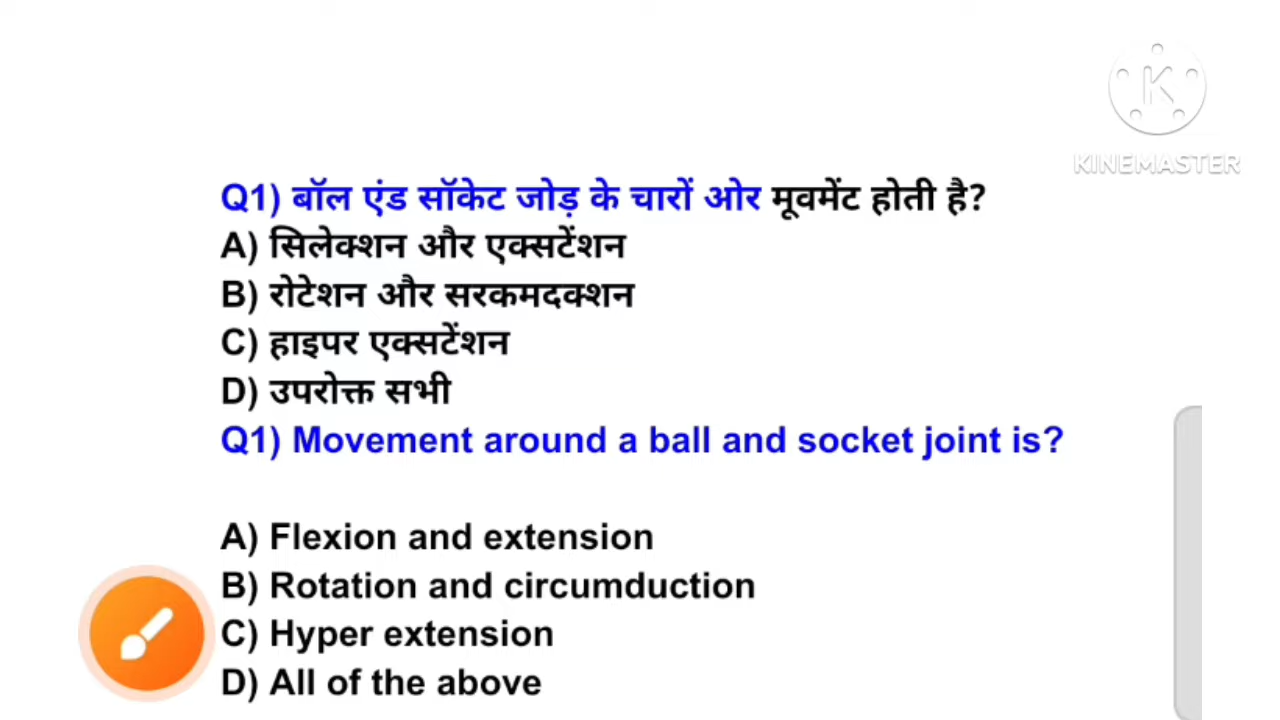 KINEMASTER
Q1) बॉल एंड सॉकेट जोड़ के चारों ओर मूवमेंट होती है?
A) सिलेक्शन और एक्सटेंशन
B) रोटेशन और सरकमदक्शन
C) हाइपर एक्सटेंशन
D) उपरोक्त सभी
Q1) Movement around a ball and socket joint is?
A) Flexion and extension
B) Rotation and circumduction
C) Hyper extension
D) All of the above